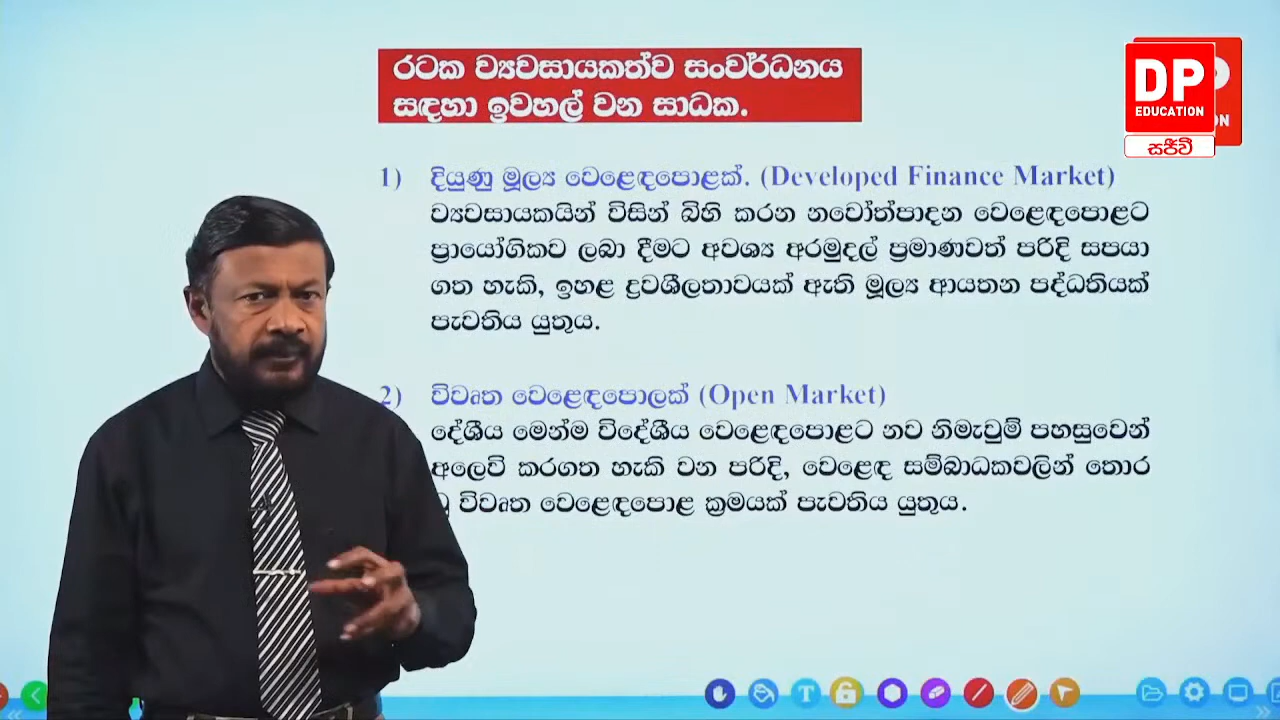 රටක ව්‍යවසායකත්ව සංවර්ධනය
සඳහා ඉවහල් වන සාධක.
DP
EDUCATION
සජීවී
1) දියුණු මූල්‍ය වෙළෙඳපොළක්. (Developed Finance Market)
ව්‍යවසායකයින් විසින් බිහි කරන නවෝත්පාදන වෙළෙඳපොළට
ප්‍රායෝගිකව ලබා දීමට අවශ්‍ය අරමුදල් ප්‍රමාණවත් පරිදි සපයා
ගත හැකි, ඉහළ ද්‍රවශීලතාවයක් ඇති මූල්‍ය ආයතන පද්ධතියක්
පැවතිය යුතුය.
2) විවෘත වෙළෙඳපොලක් (Open Market)
දේශීය මෙන්ම විදේශීය වෙළෙඳපොළට නව නිමැවුම් පහසුවෙන්
අලෙවි කරගත හැකි වන පරිදි, වෙළෙඳ සම්බාධකවලින් තොර
විවෘත වෙළෙඳපොළ ක්‍රමයක් පැවතිය යුතුය.